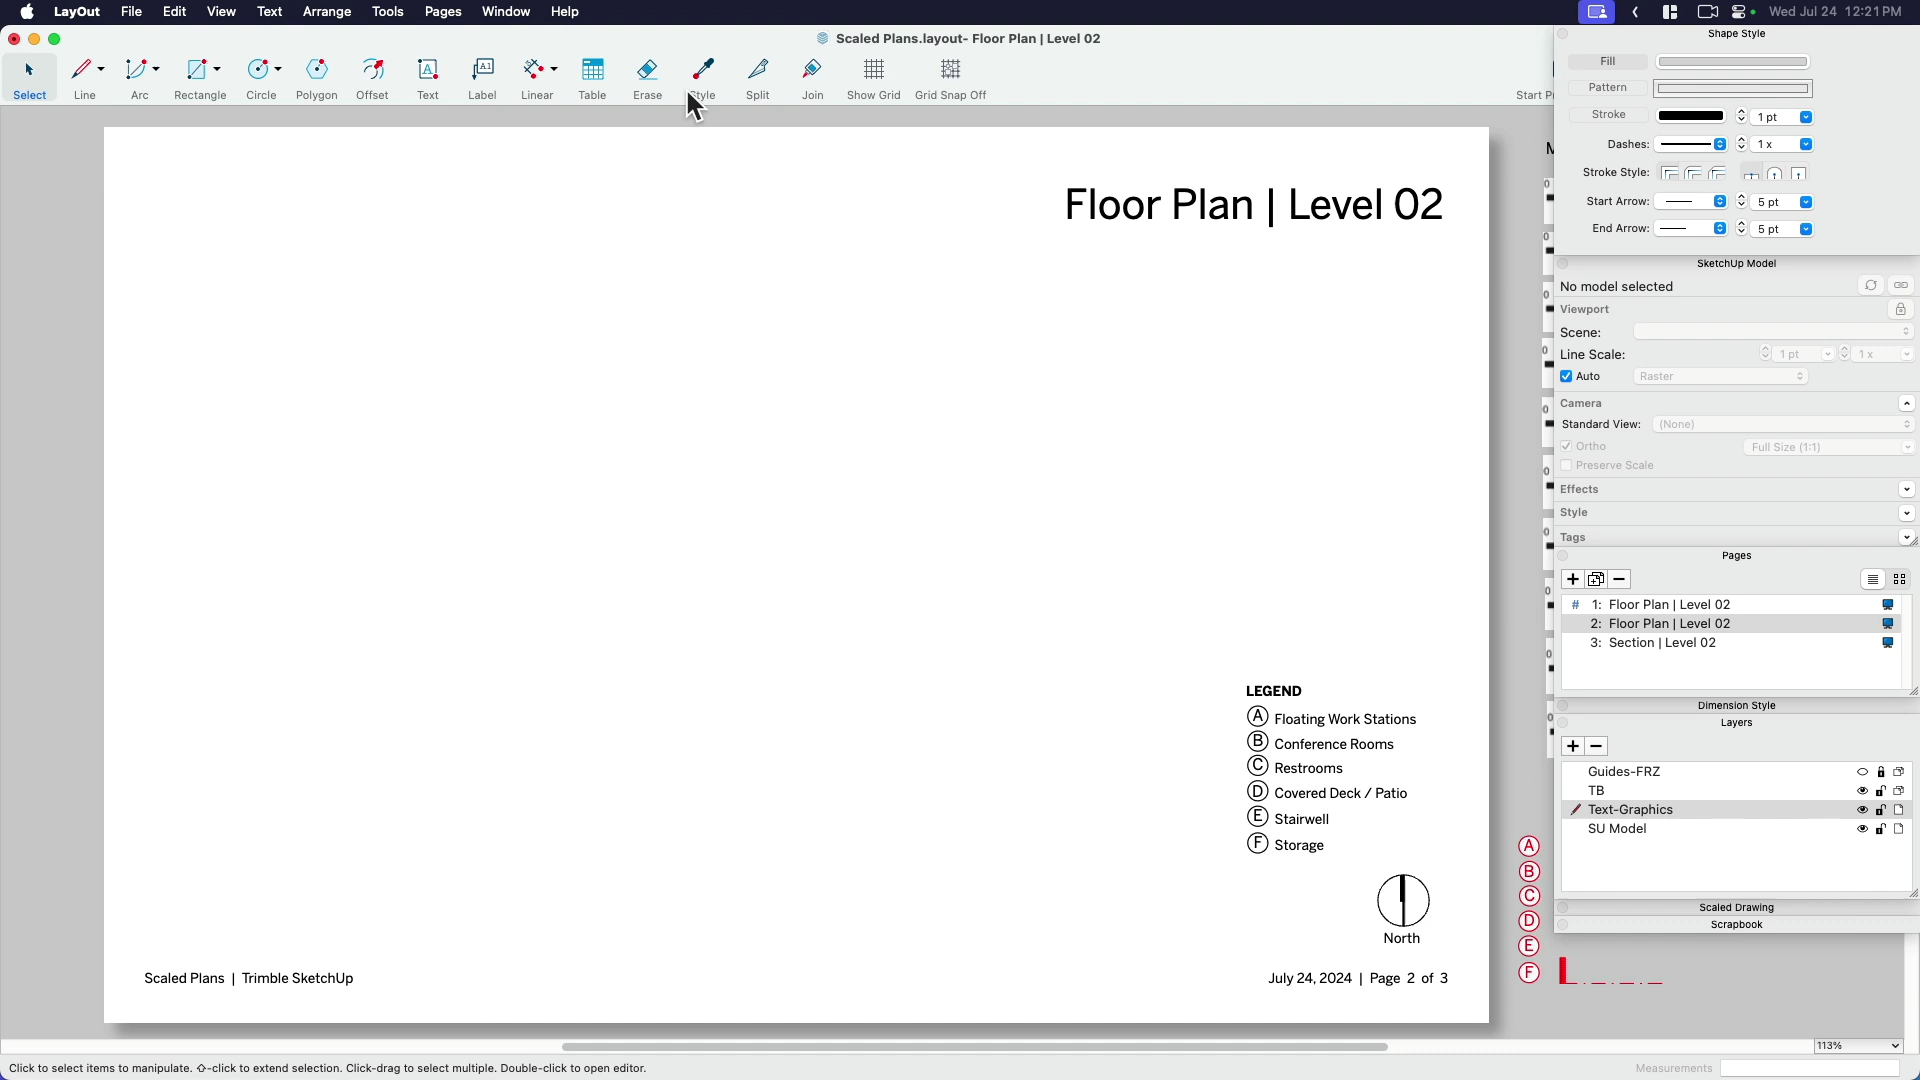 LayOut File Edit View Text Arrange Tools Pages Window Help Wed Jul 24 12:21 PM
Scaled Plans.layout- Floor Plan | Level 02
Select Line Arc Rectangle Circle Polygon Offset Text Label Linear Table Erase Style Split Join Show Grid Grid Snap Off
Shape Style
Fill
Pattern
Stroke 1 pt
Dashes: 1 x
Stroke Style:
Start Arrow: 5 pt
End Arrow: 5 pt
SketchUp Model
No model selected
Viewport
Scene:
Line Scale: 1 pt 1 x
Auto Raster
Camera
Standard View: (None)
Ortho Full Size (1:1)
Preserve Scale
Effects
Style
Tags
Pages
# 1: Floor Plan | Level 02
2: Floor Plan | Level 02
3: Section | Level 02
Dimension Style
Layers
Guides-FRZ
TB
Text-Graphics
SU Model
Scaled Drawing
Scrapbook
Floor Plan | Level 02
LEGEND
A Floating Work Stations
B Conference Rooms
C Restrooms
D Covered Deck / Patio
E Stairwell
F Storage
North
Scaled Plans | Trimble SketchUp
July 24, 2024 | Page 2 of 3
A
B
C
D
E
F
113%
Click to select items to manipulate. ⇧-click to extend selection. Click-drag to select multiple. Double-click to open editor.
Measurements